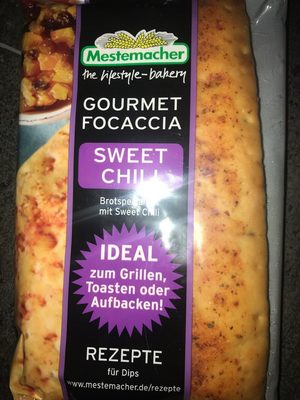 Mestemacher
the lifestyle-bakery
GOURMET
FOCACCIA
SWEET
CHILI
mit Sweet Chili
IDEAL
zum Grillen,
Toasten oder
Aufbacken!
REZEPTE
für Dips
www.mestemacher.de/rezepte